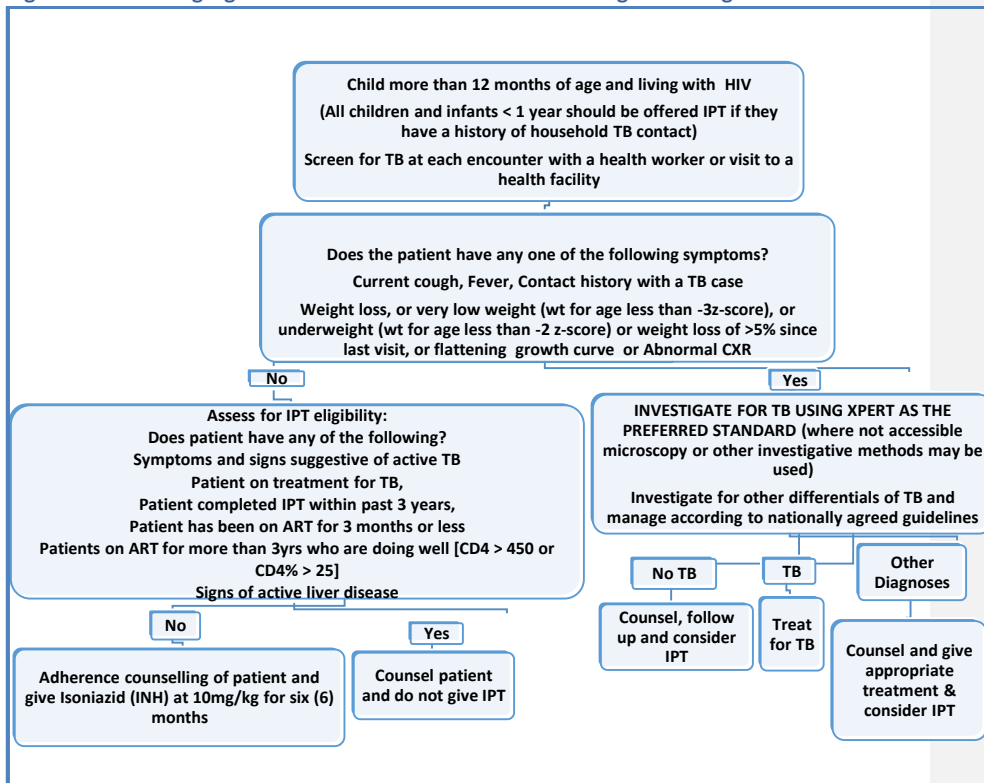 Child more than 12 months of age and living with HIV
(All children and infants < 1 year should be offered IPT if they
have a history of household TB contact)
Screen for TB at each encounter with a health worker or visit to a
health facility
Does the patient have any one of the following symptoms?
Current cough, Fever, Contact history with a TB case
Weight loss, or very low weight (wt for age less than -3z-score), or
underweight (wt for age less than -2 z-score) or weight loss of >5% since
last visit, or flattening growth curve or Abnormal CXR
No
Assess for IPT eligibility:
Does patient have any of the following?
Symptoms and signs suggestive of active TB
Patient on treatment for TB,
Patient completed IPT within past 3 years,
Patient has been on ART for 3 months or less
Patients on ART for more than 3yrs who are doing well [CD4 > 450 or
CD4% > 25]
Signs of active liver disease
No
Adherence counselling of patient and
give Isoniazid (INH) at 10mg/kg for six (6)
months
Yes
Counsel patient
and do not give IPT
Yes
INVESTIGATE FOR TB USING XPERT AS THE
PREFERRED STANDARD (where not accessible
microscopy or other investigative methods may be
used)
Investigate for other differentials of TB and
manage according to nationally agreed guidelines
No TB
Counsel, follow
up and consider
IPT
TB
Treat
for TB
Other
Diagnoses
Counsel and give
appropriate
treatment &
consider IPT